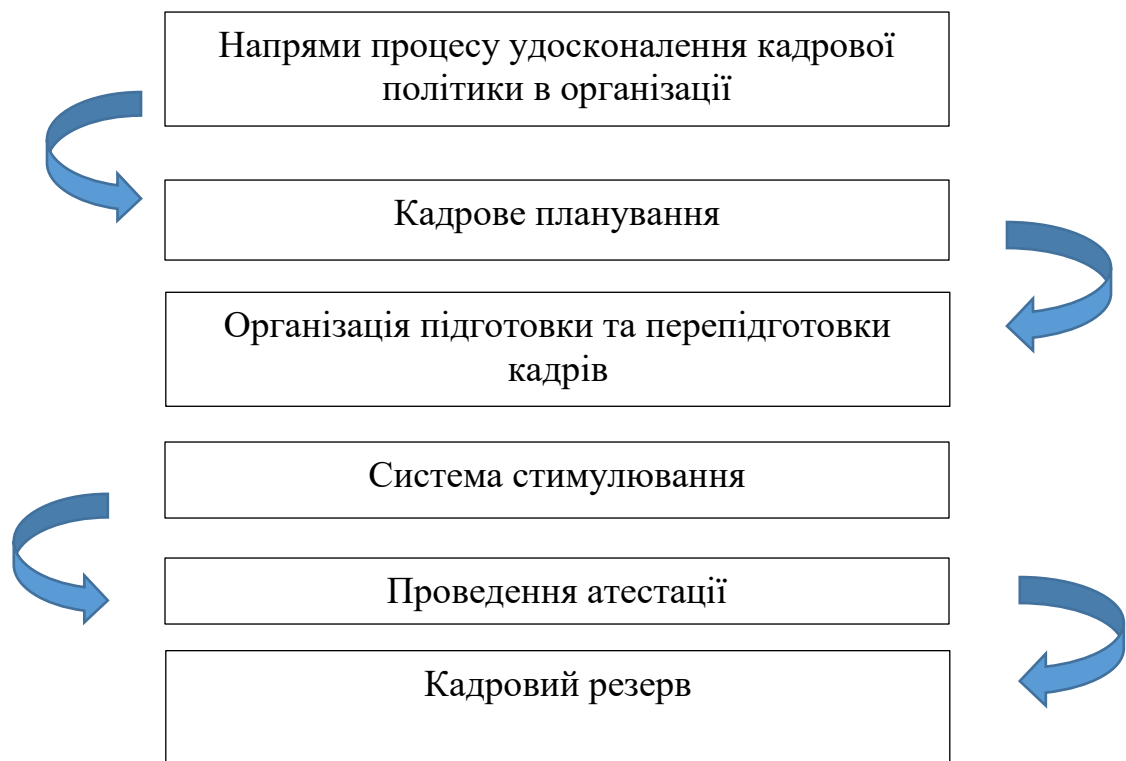 Напрями процесу удосконалення кадрової
політики в організації
Кадрове планування
Організація підготовки та перепідготовки
кадрів
Система стимулювання
Проведення атестації
Кадровий резерв